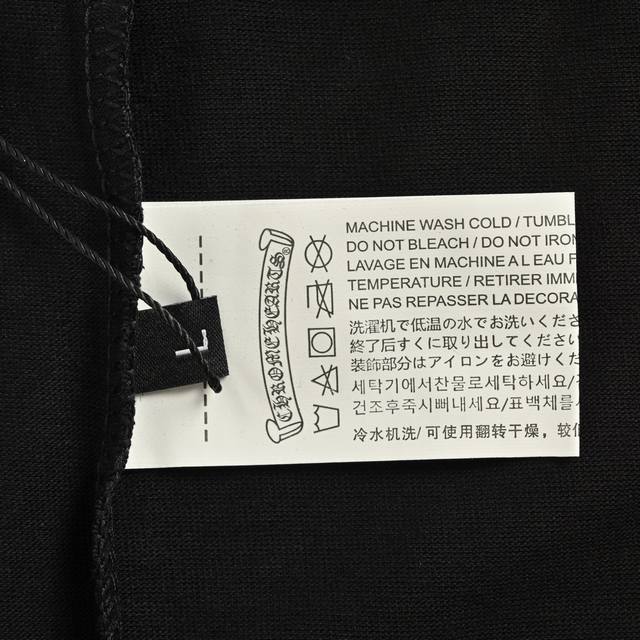 L
CHROME HEARTS®
MACHINE WASH COLD / TUMBL
DO NOT BLEACH / DO NOT IRON
LAVAGE EN MACHINE A L EAU F
TEMPERATURE / RETIRER IMM
NE PAS REPASSER LA DECORA
洗濯机で低温の水でお洗いくださ
終了后すぐに取り出してください
装飾部分はアイロンをお避けくだ
세탁기에서찬물로세탁하세요/
건조후즉시빼내세요/표백체를
冷水机洗/可使用翻转干燥，较低